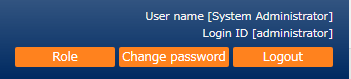 User name [System Administrator]
Login ID [administrator]
Role Change password Logout